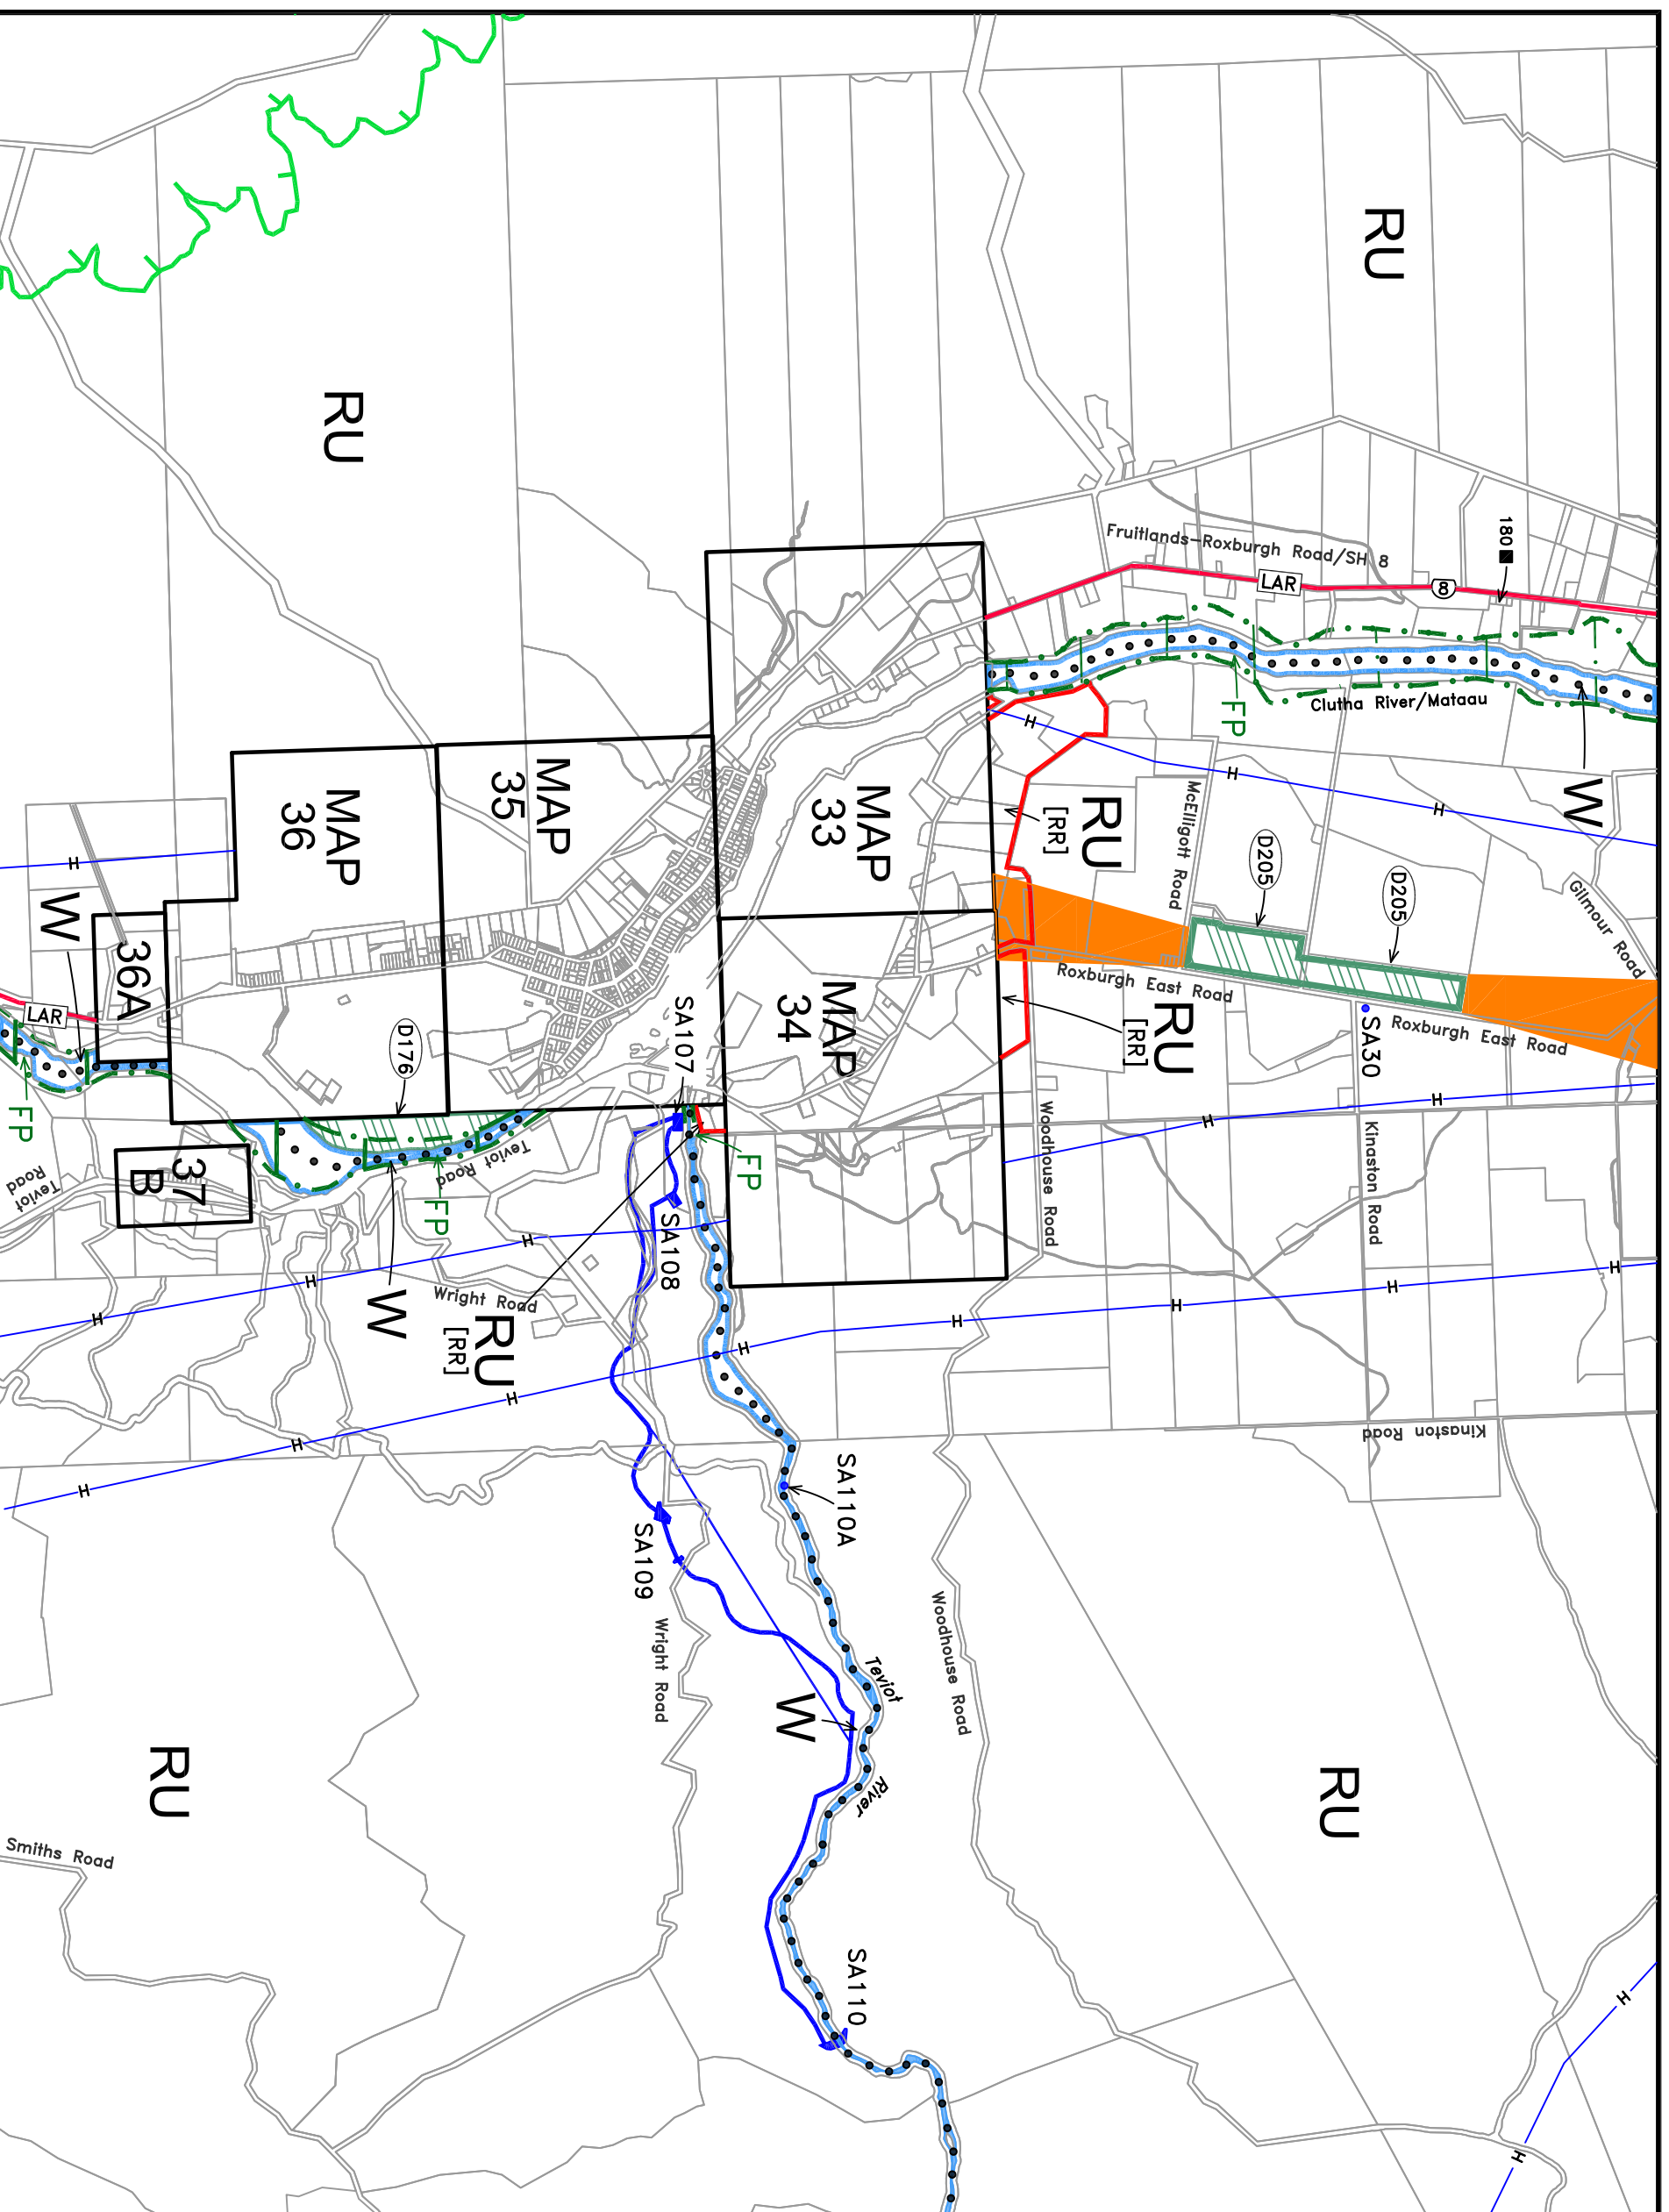 RU
RU
180
Fruitlands-Roxburgh Road/SH 8
LAR
8
FP
Clutha River/Mataau
W
H
H
H
RU
[RR]
McElligott Road
D205
D205
Gilmour Road
MAP
33
MAP
34
MAP
35
MAP
36
36A
37
B
W
H
LAR
FP
Teviot
Road
D176
SA107
Roxburgh East Road
Roxburgh East Road
RU
[RR]
SA30
H
H
Woodhouse Road
Kinaston Road
FP
FP
Teviot
Road
W
Wright Road
RU
[RR]
SA108
H
H
H
H
H
H
H
H
H
H
H
H
Kinaston
Road
SA110A
SA109
Wright Road
Woodhouse Road
Teviot
River
W
RU
RU
Smiths Road
SA110
H
H